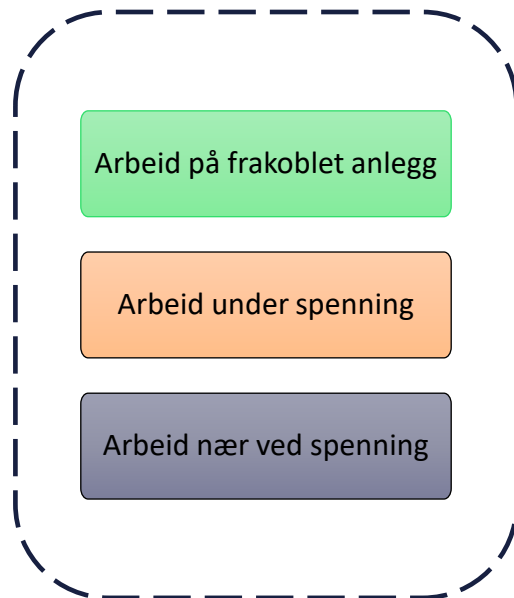 Arbeid på frakoblet anlegg
Arbeid under spenning
Arbeid nær ved spenning